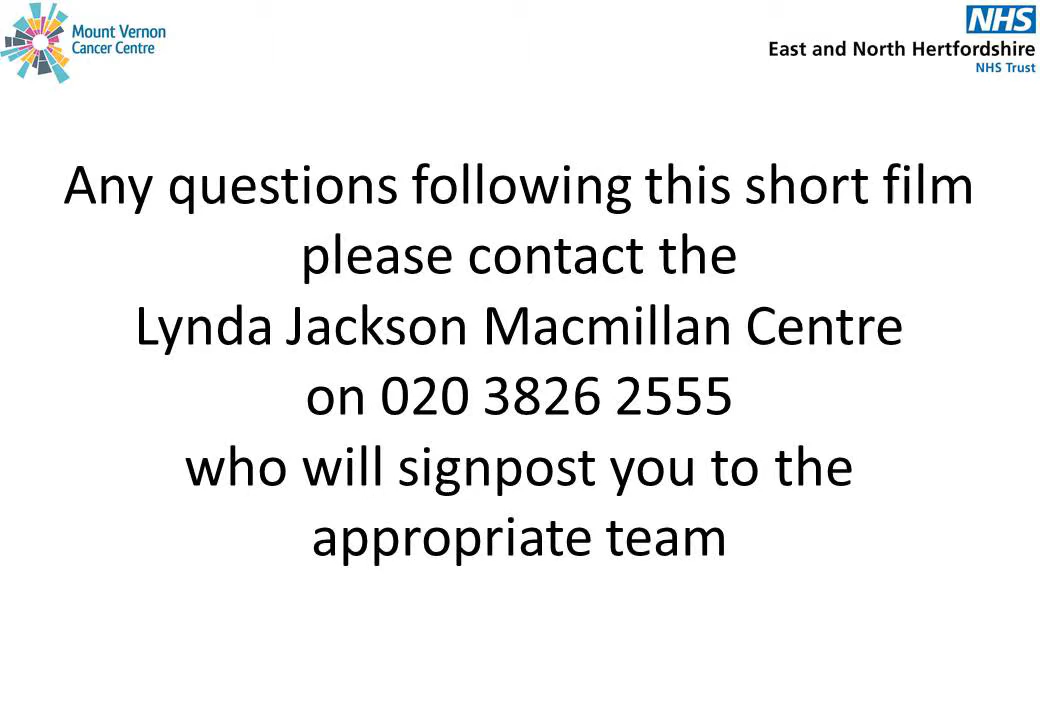 Mount Vernon
Cancer Centre
NHS
East and North Hertfordshire
NHS Trust
Any questions following this short film
please contact the
Lynda Jackson Macmillan Centre
on 020 3826 2555
who will signpost you to the
appropriate team